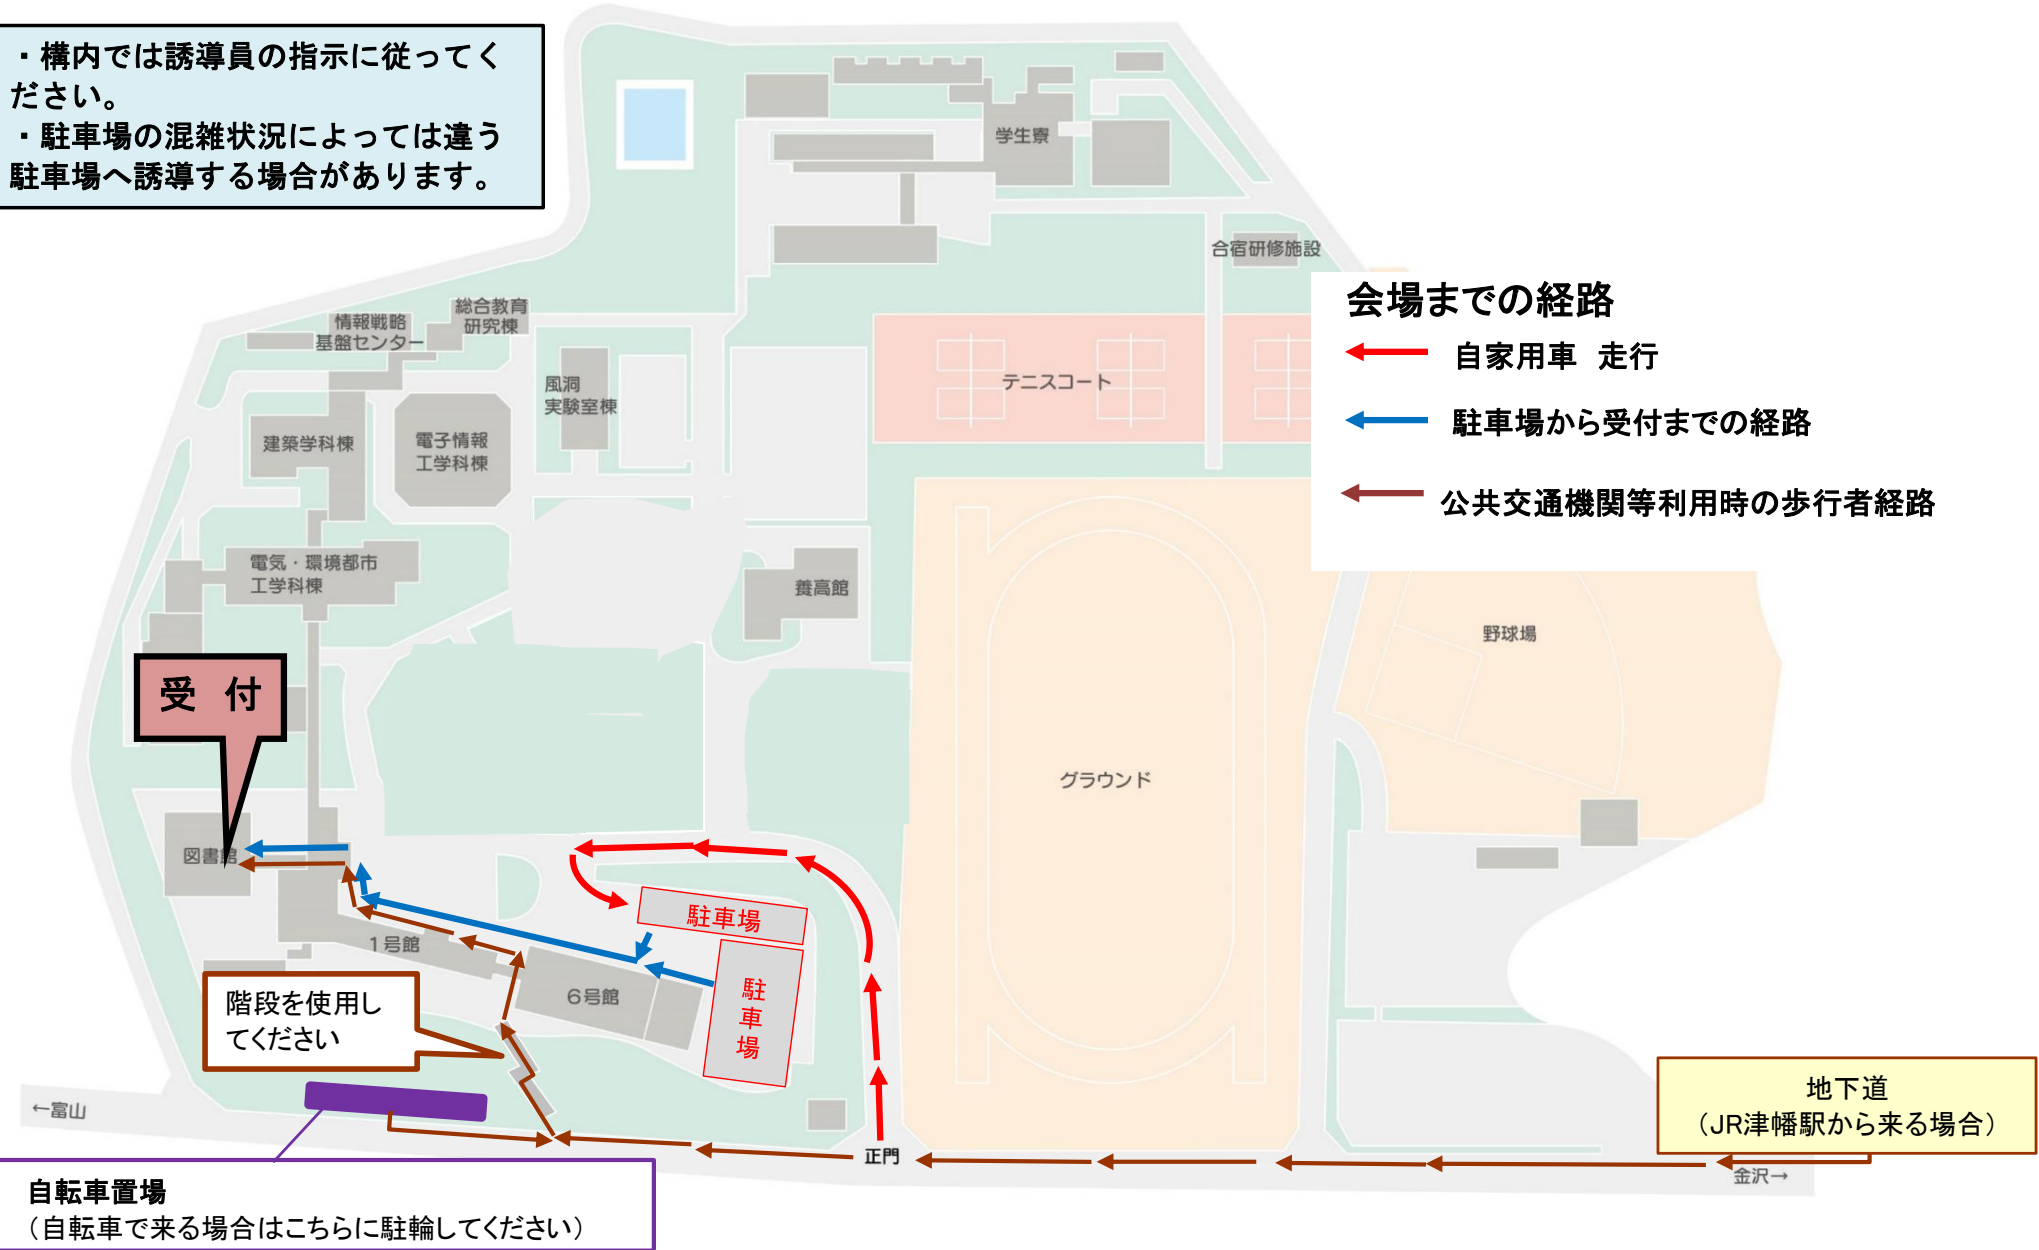 ・構内では誘導員の指示に従ってく
ださい。
・駐車場の混雑状況によっては違う
駐車場へ誘導する場合があります。
学生寮
合宿研修施設
会場までの経路
自家用車 走行
駐車場から受付までの経路
公共交通機関等利用時の歩行者経路
総合教育
研究棟
情報戦略
基盤センター
風洞
実験室棟
テニスコート
建築学科棟
電子情報
工学科棟
電気・環境都市
工学科棟
養高館
野球場
受 付
グラウンド
図書館
駐車場
1号館
6号館
駐
車
場
階段を使用し
てください
←富山
地下道
（JR津幡駅から来る場合）
正門
金沢→
自転車置場
（自転車で来る場合はこちらに駐輪してください）